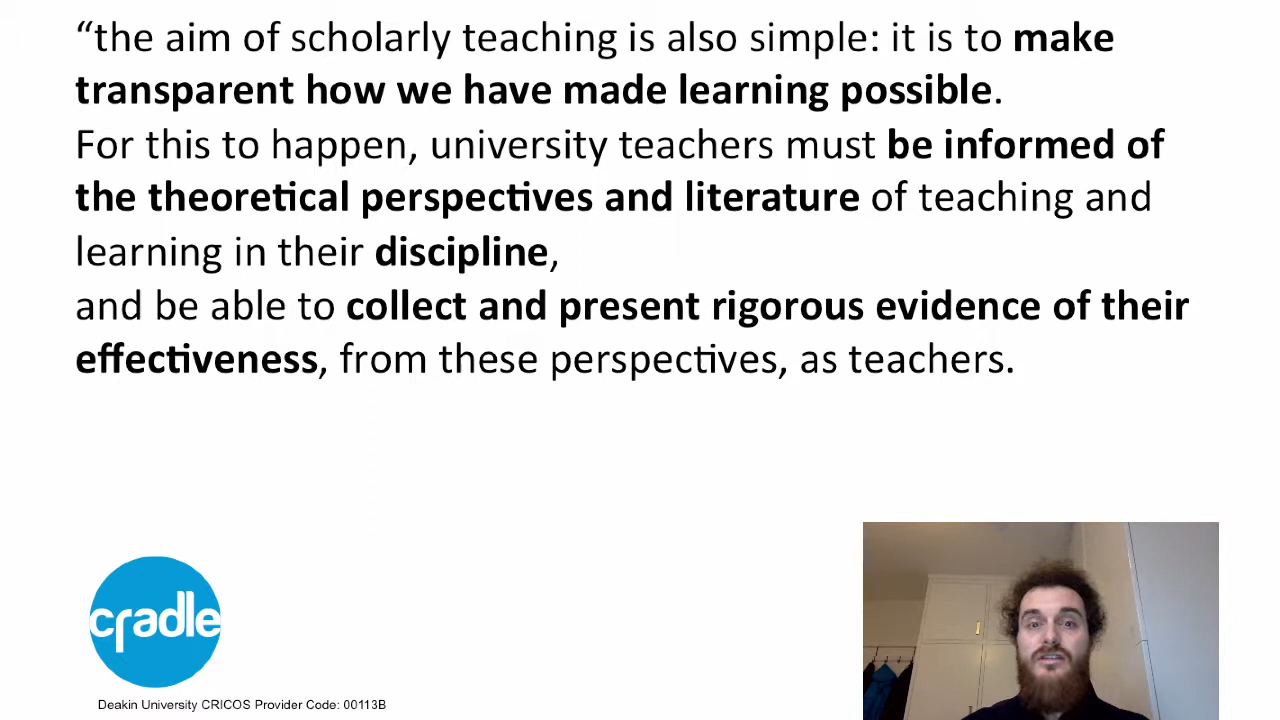 “the aim of scholarly teaching is also simple: it is to make
transparent how we have made learning possible.
For this to happen, university teachers must be informed of
the theoretical perspectives and literature of teaching and
learning in their discipline,
and be able to collect and present rigorous evidence of their
effectiveness, from these perspectives, as teachers.
cradle
Deakin University CRICOS Provider Code: 00113B